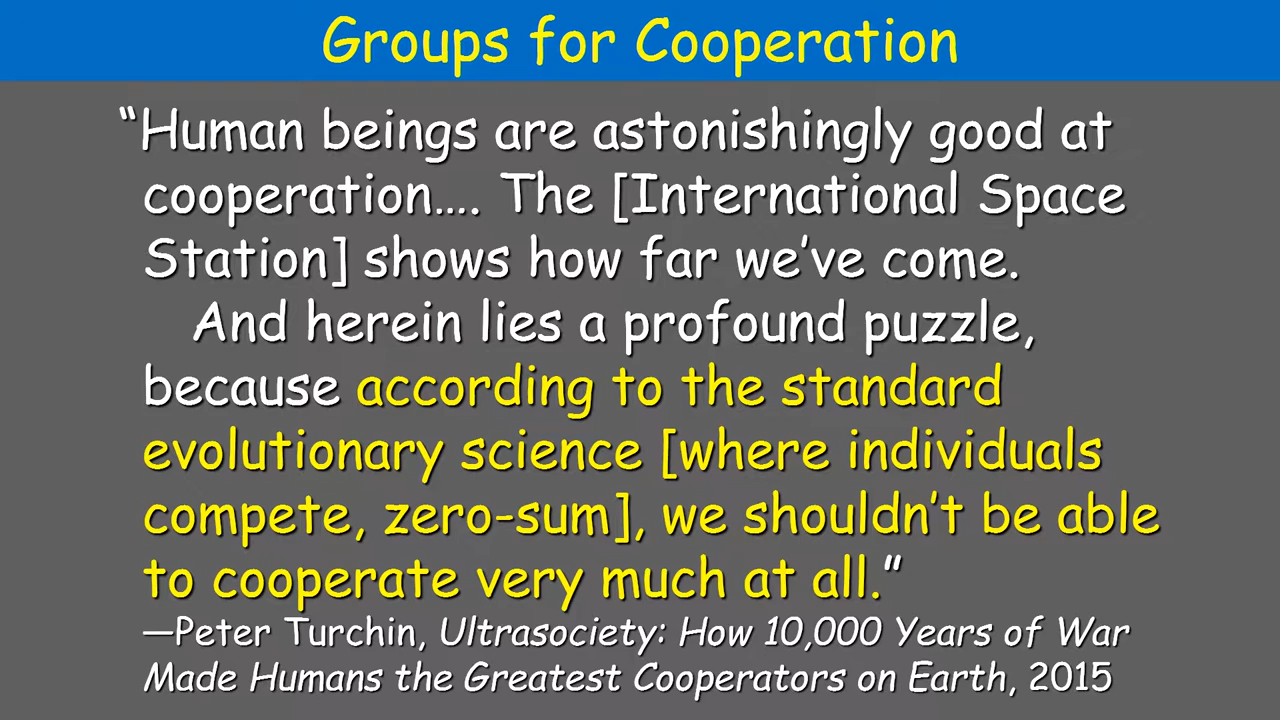 Groups for Cooperation
“Human beings are astonishingly good at
cooperation…. The [International Space
Station] shows how far we’ve come.
And herein lies a profound puzzle,
because according to the standard
evolutionary science [where individuals
compete, zero-sum], we shouldn’t be able
to cooperate very much at all.”
—Peter Turchin, Ultrasociety: How 10,000 Years of War
Made Humans the Greatest Cooperators on Earth, 2015